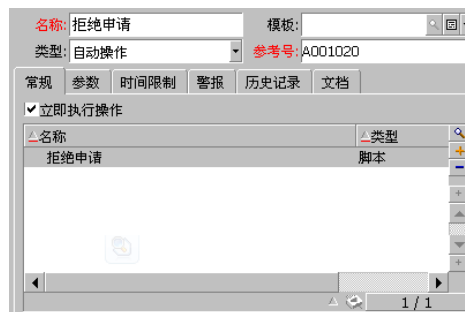 名称: 拒绝申请 模板:
类型: 自动操作 参考号: A001020
常规 参数 时间限制 警报 历史记录 文档
立即执行操作
名称 类型
拒绝申请 脚本
1 / 1